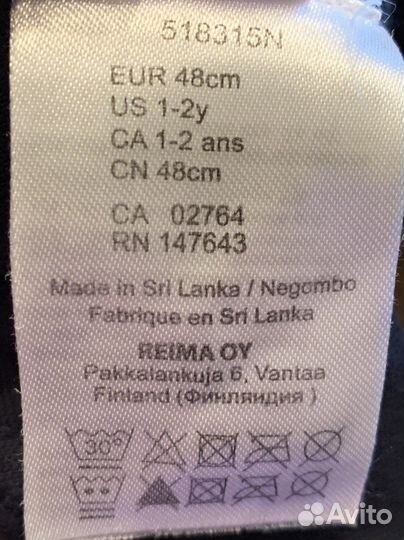 518315N
EUR 48cm
US 1-2y
CA 1-2 ans
CN 48cm
CA 02764
RN 147643
Made in Sri Lanka / Negombo
Fabrique en Sri Lanka
REIMA OY
Pakkalankuja 6, Vantaa
Finland (Финляндия )
30°
Avito